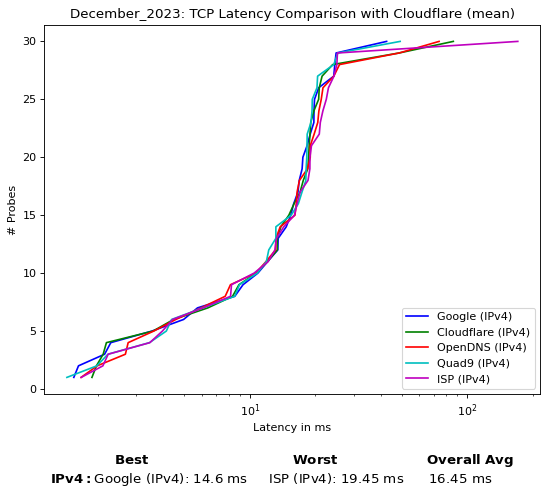 December_2023: TCP Latency Comparison with Cloudflare (mean)
30
25
20
15
10
5
0
# Probes
Google (IPv4)
Cloudflare (IPv4)
OpenDNS (IPv4)
Quad9 (IPv4)
ISP (IPv4)
10¹ 10²
Latency in ms
Best Worst Overall Avg
IPv4: Google (IPv4): 14.6 ms ISP (IPv4): 19.45 ms 16.45 ms